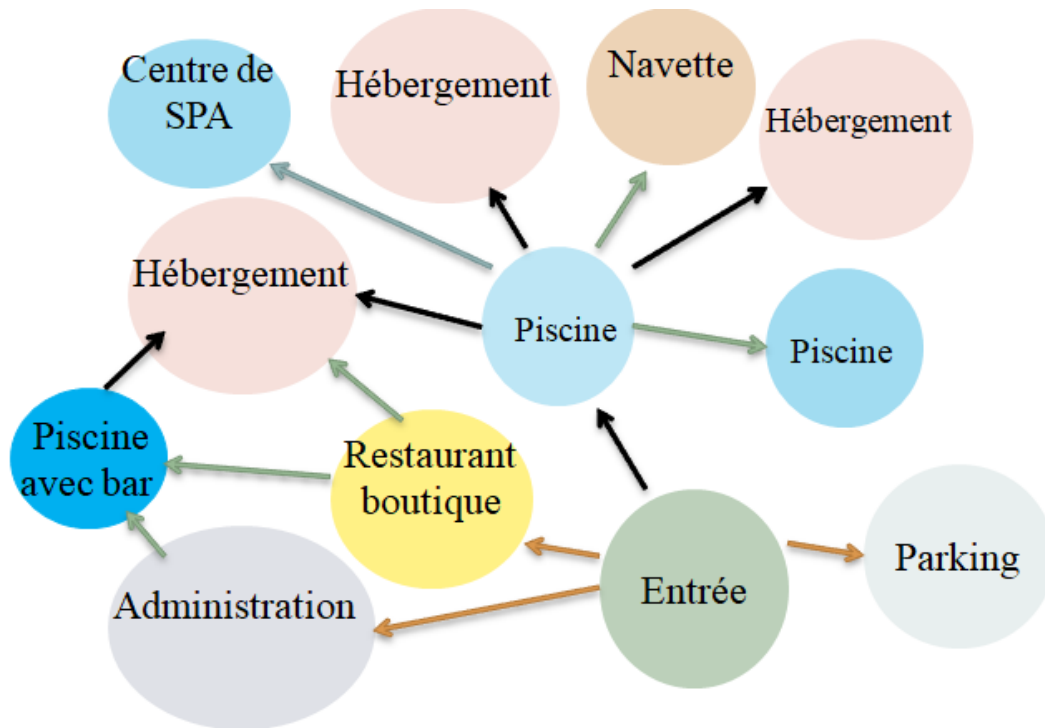 Centre de
SPA
Hébergement
Navette
Hébergement
Hébergement
Piscine
Piscine
Piscine
avec bar
Restaurant
boutique
Administration
Entrée
Parking